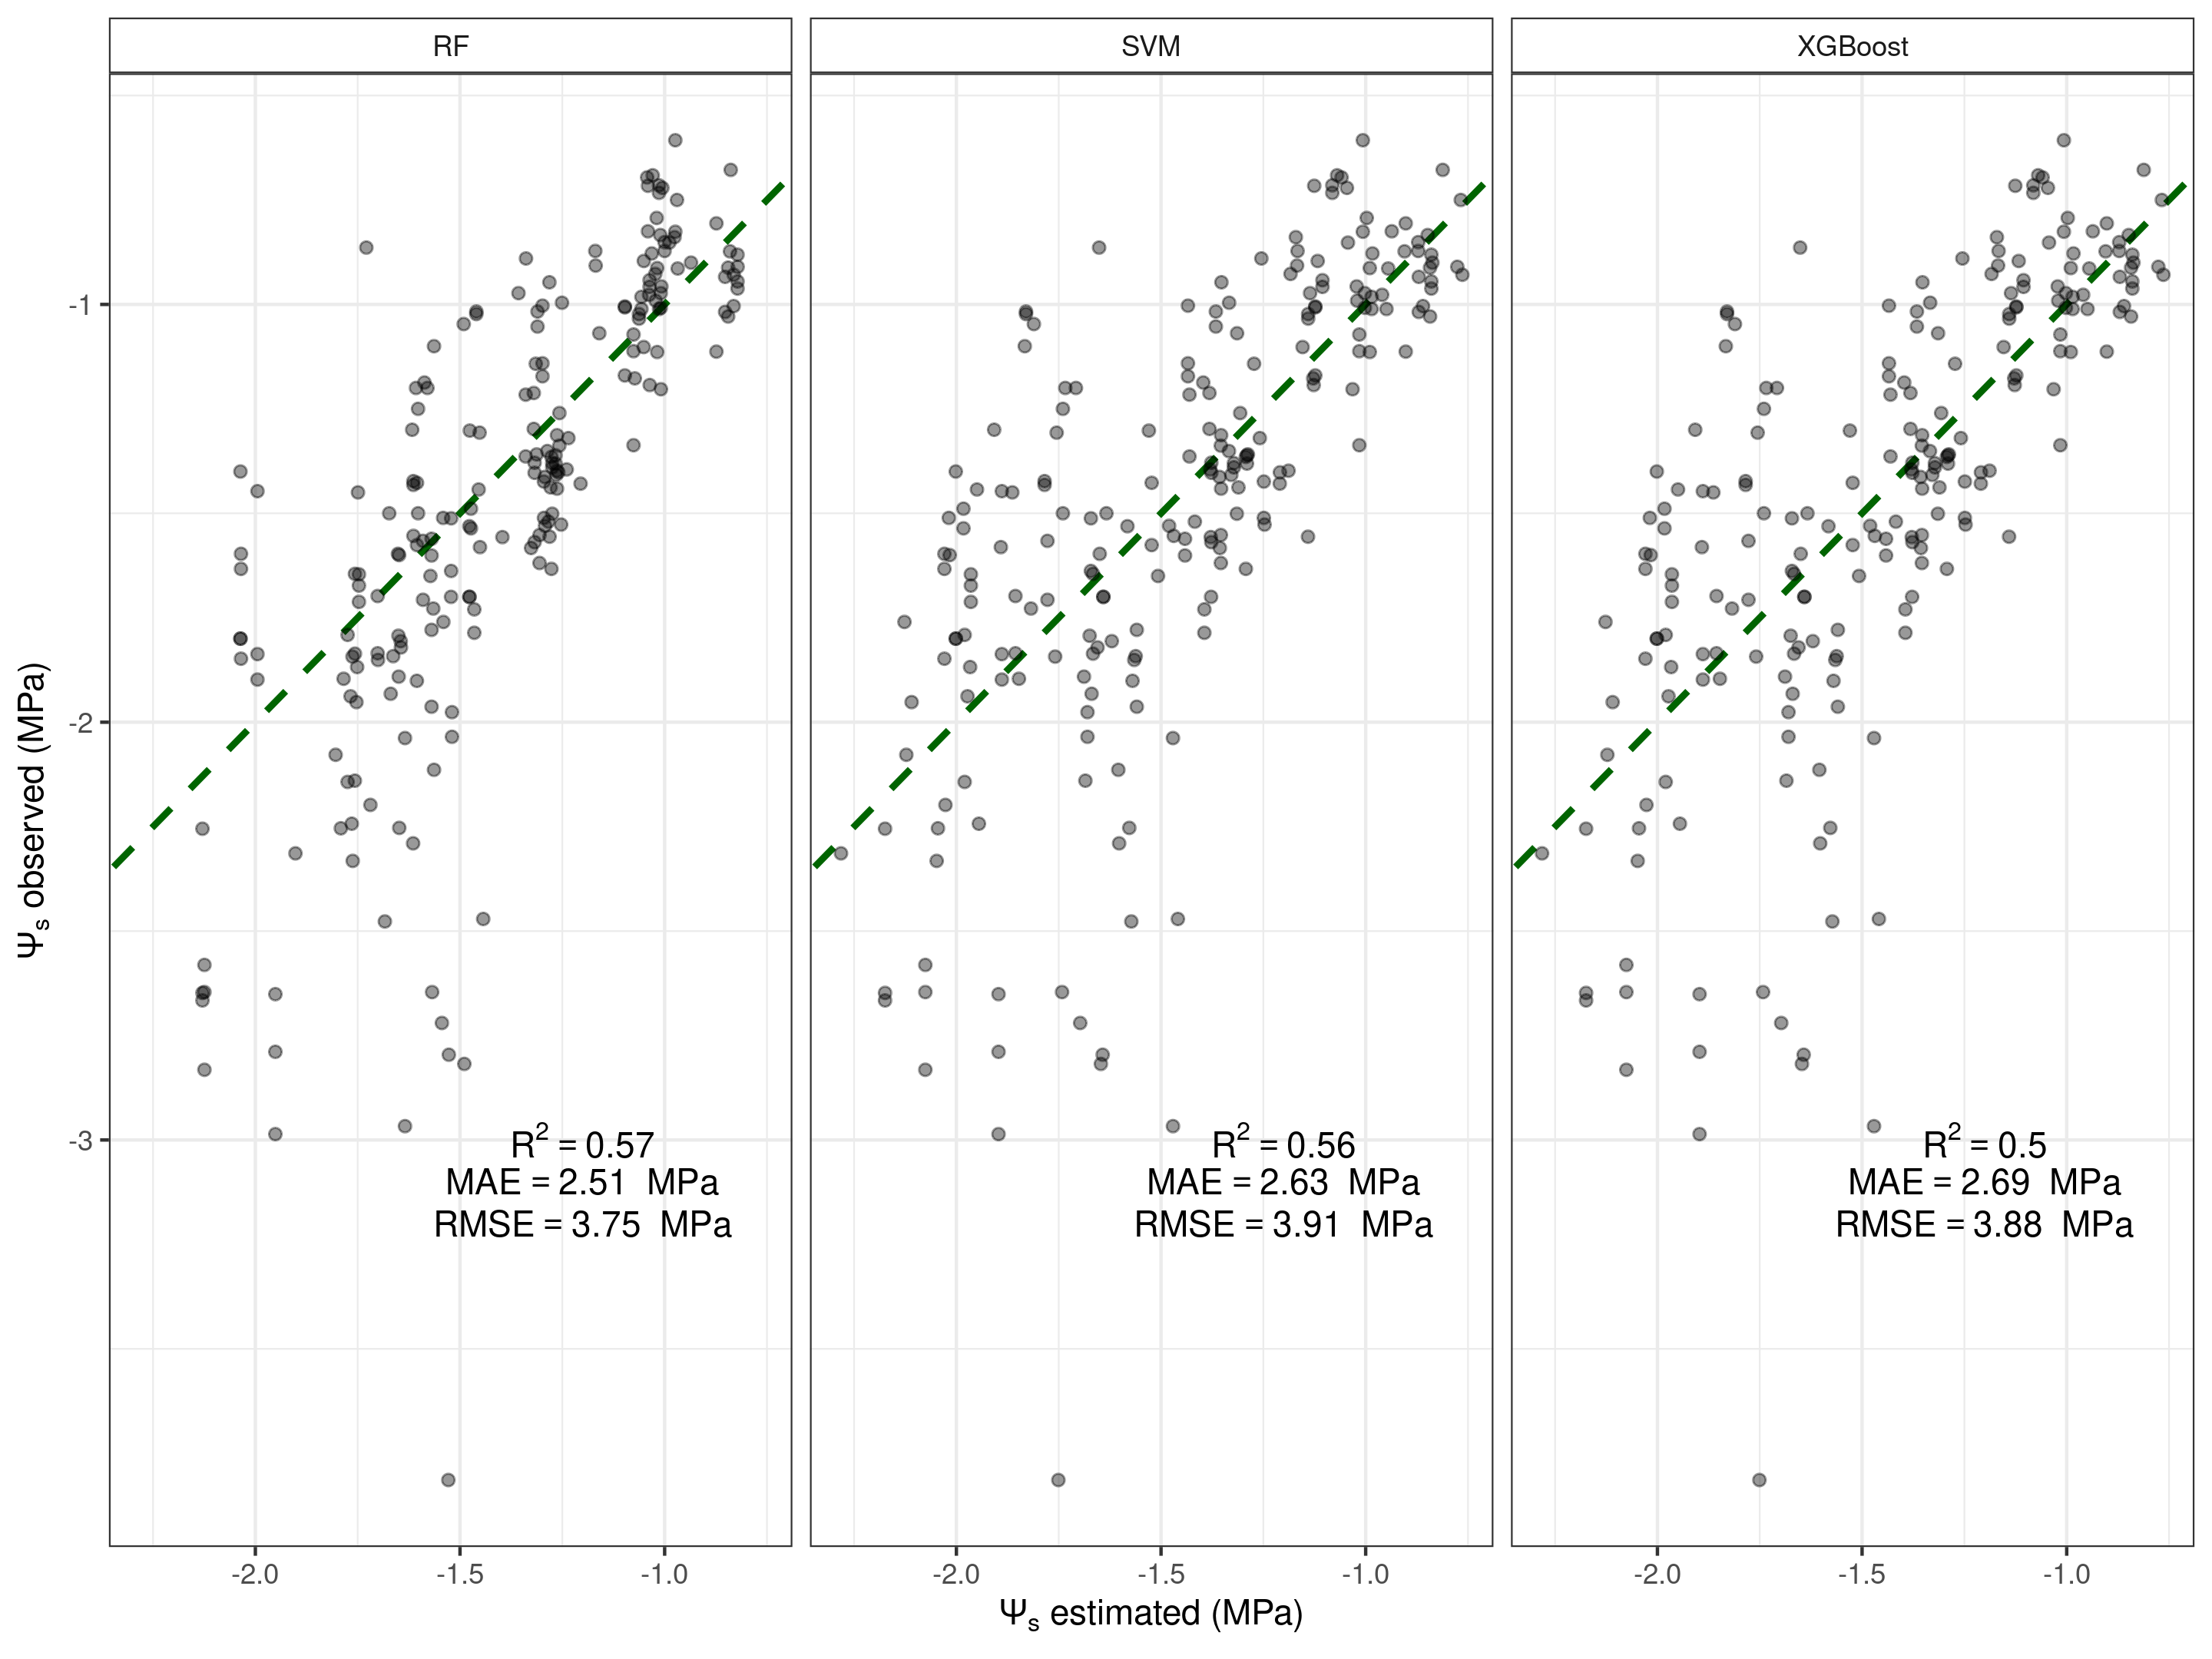 RF
SVM
XGBoost
Ψs observed (MPa)
-1
-2
-3
R2 = 0.57
MAE = 2.51 MPa
RMSE = 3.75 MPa
R2 = 0.56
MAE = 2.63 MPa
RMSE = 3.91 MPa
R2 = 0.5
MAE = 2.69 MPa
RMSE = 3.88 MPa
-2.0 -1.5 -1.0
-2.0 -1.5 -1.0
-2.0 -1.5 -1.0
Ψs estimated (MPa)